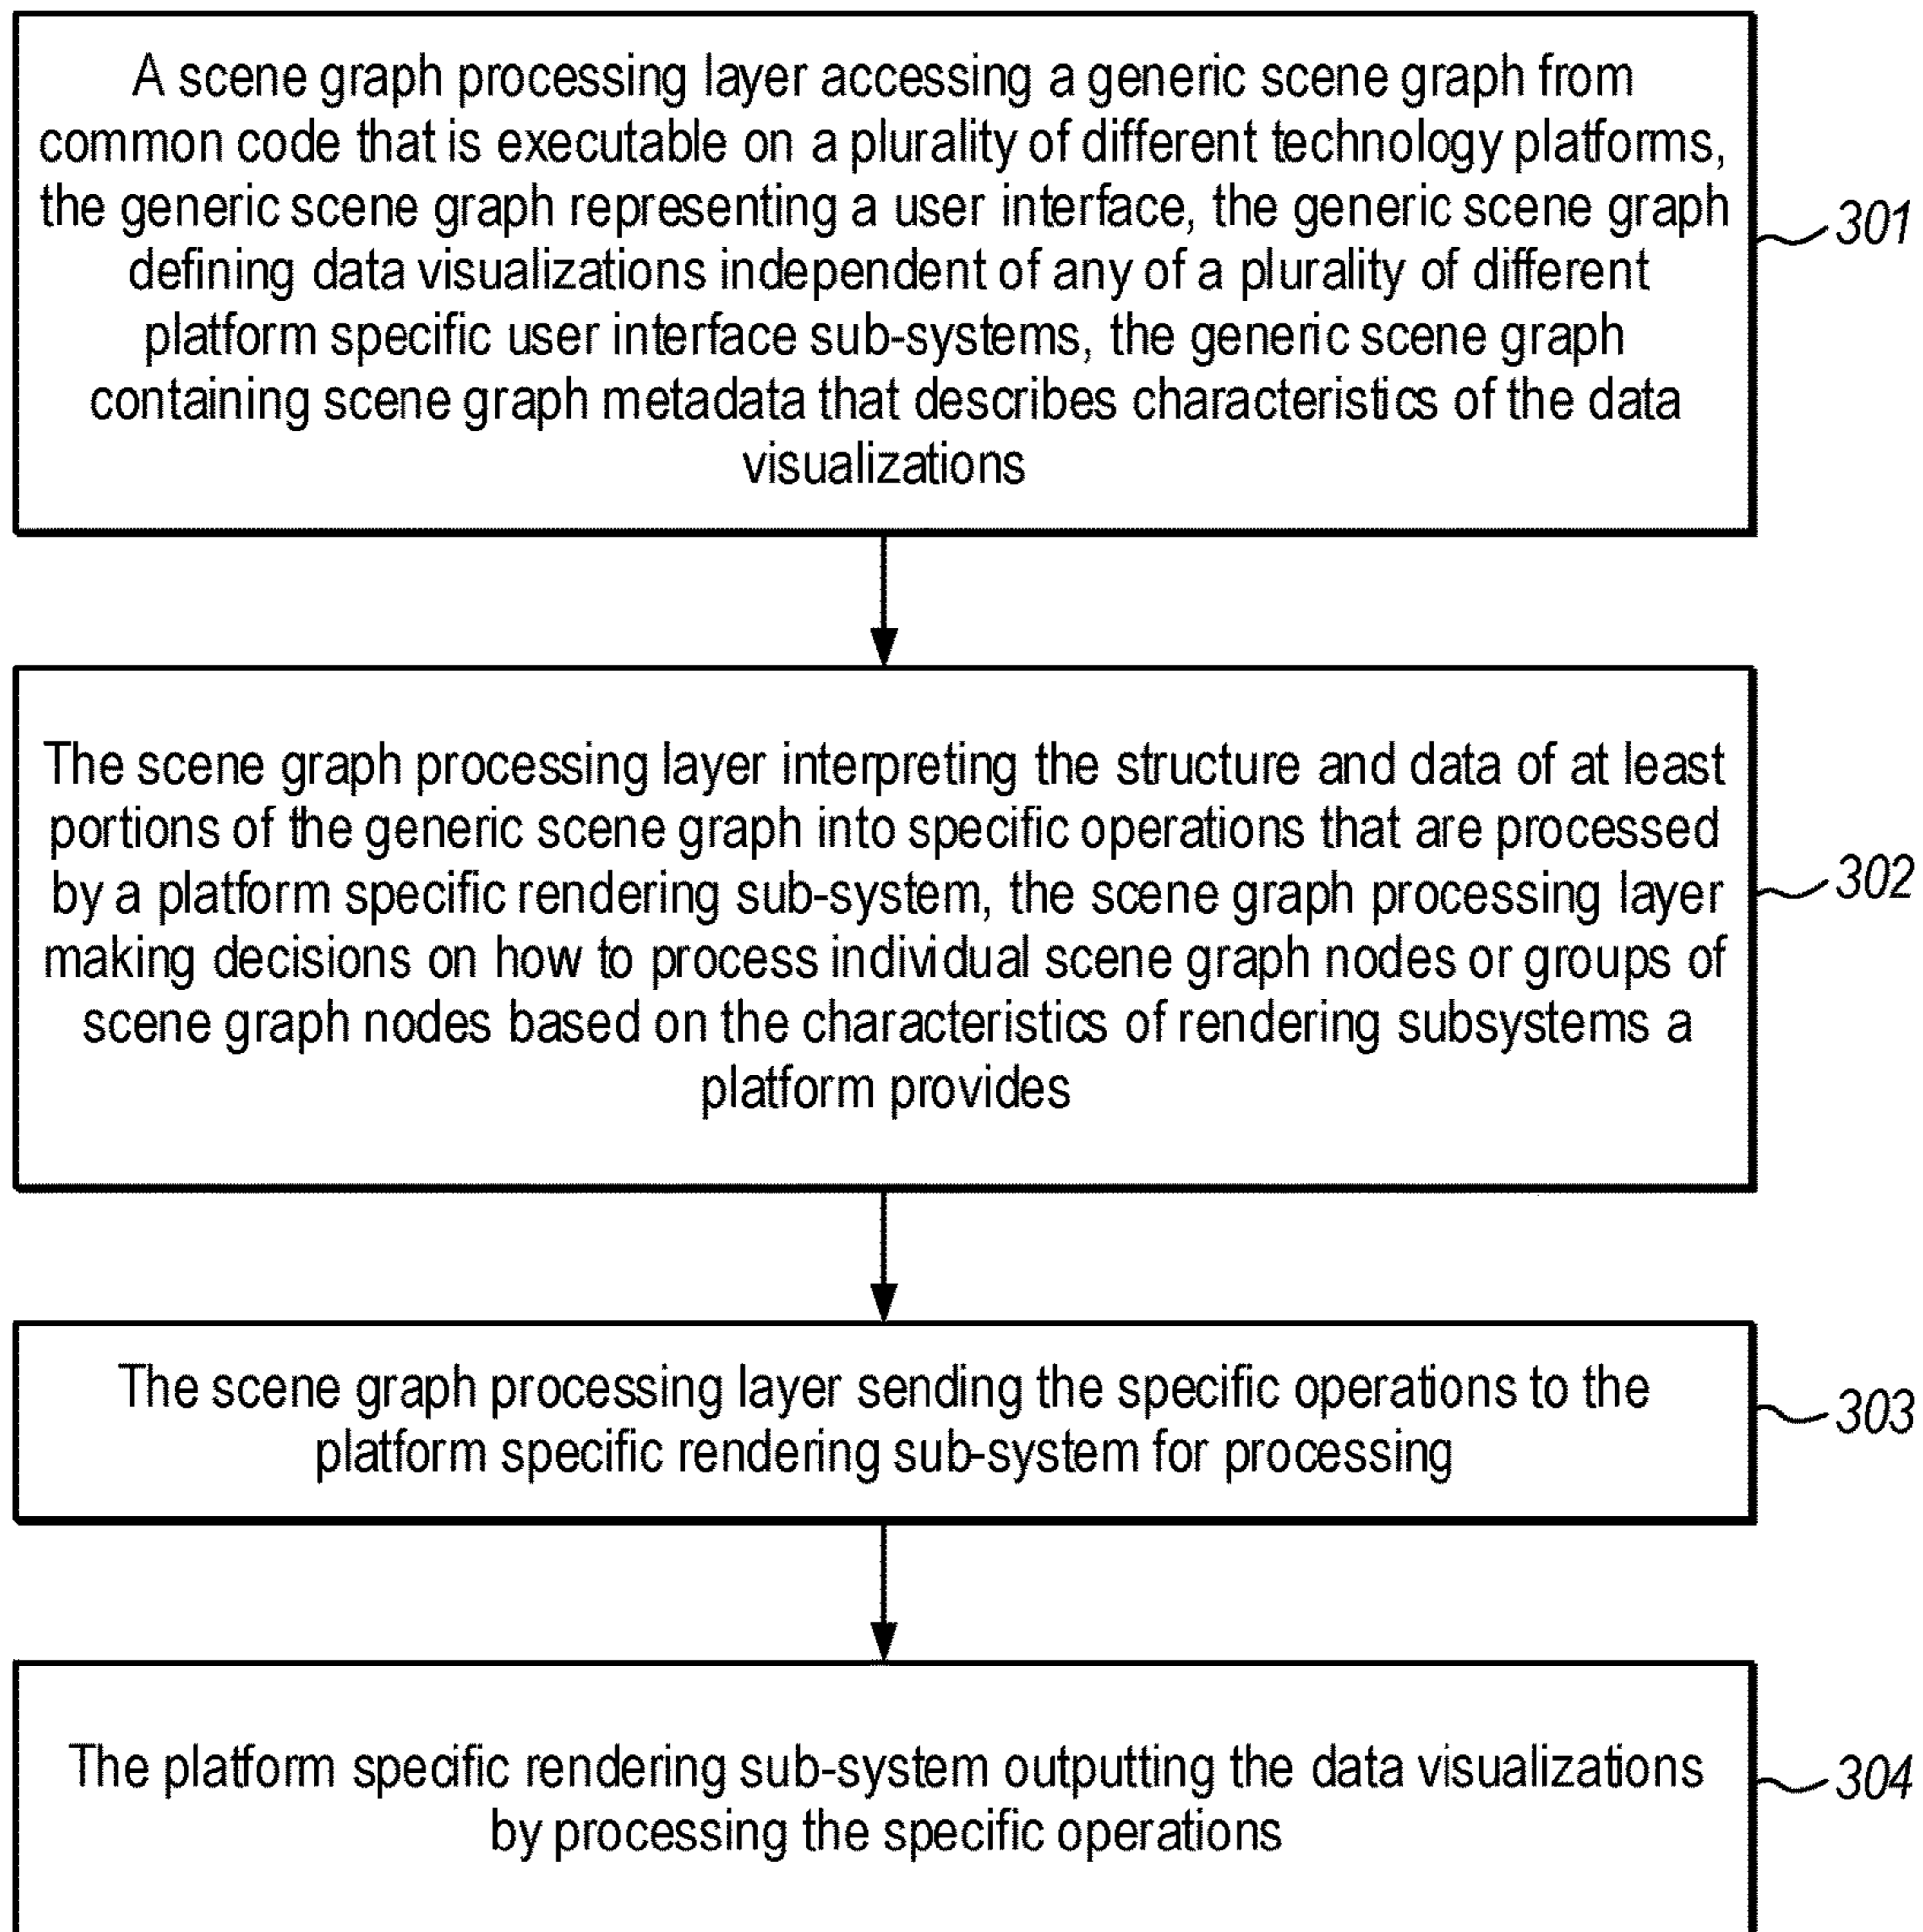 A scene graph processing layer accessing a generic scene graph from
common code that is executable on a plurality of different technology platforms,
the generic scene graph representing a user interface, the generic scene graph
defining data visualizations independent of any of a plurality of different
platform specific user interface sub-systems, the generic scene graph
containing scene graph metadata that describes characteristics of the data
visualizations
301
The scene graph processing layer interpreting the structure and data of at least
portions of the generic scene graph into specific operations that are processed
by a platform specific rendering sub-system, the scene graph processing layer
making decisions on how to process individual scene graph nodes or groups of
scene graph nodes based on the characteristics of rendering subsystems a
platform provides
302
The scene graph processing layer sending the specific operations to the
platform specific rendering sub-system for processing
303
The platform specific rendering sub-system outputting the data visualizations
by processing the specific operations
304